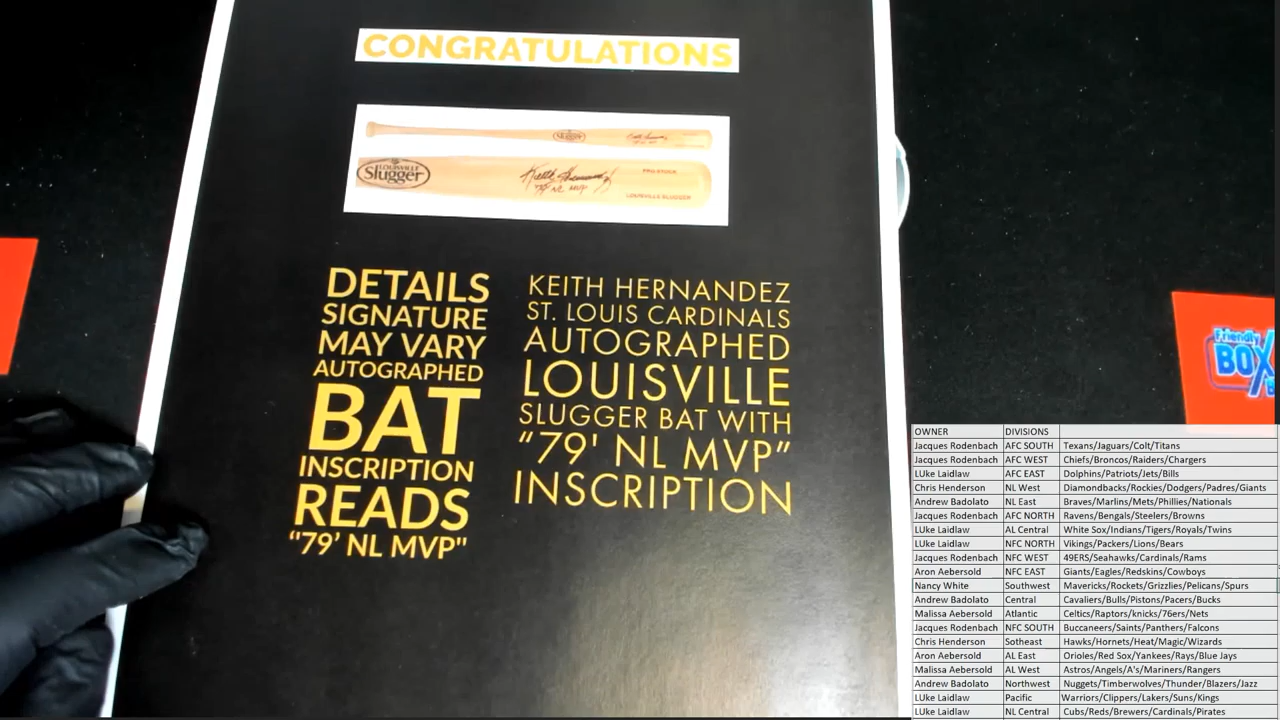 CONGRATULATIONS
Slugger
LOUISVILLE
Slugger
Keith Hernandez
'79 NL MVP
LOUISVILLE SLUGGER
DETAILS
SIGNATURE
MAY VARY
AUTOGRAPHED
BAT
INSCRIPTION
READS
"79' NL MVP"
KEITH HERNANDEZ
ST. LOUIS CARDINALS
AUTOGRAPHED
LOUISVILLE
SLUGGER BAT WITH
“79' NL MVP”
INSCRIPTION
Friendly
BOX
OWNER DIVISIONS
Jacques Rodenbach AFC SOUTH Texans/Jaguars/Colt/Titans
Jacques Rodenbach AFC WEST Chiefs/Broncos/Raiders/Chargers
LUke Laidlaw AFC EAST Dolphins/Patriots/Jets/Bills
Chris Henderson NL West Diamondbacks/Rockies/Dodgers/Padres/Giants
Andrew Badolato NL East Braves/Marlins/Mets/Phillies/Nationals
Jacques Rodenbach AFC NORTH Ravens/Bengals/Steelers/Browns
LUke Laidlaw AL Central White Sox/Indians/Tigers/Royals/Twins
LUke Laidlaw NFC NORTH Vikings/Packers/Lions/Bears
Jacques Rodenbach NFC WEST 49ERS/Seahawks/Cardinals/Rams
Aron Aebersold NFC EAST Giants/Eagles/Redskins/Cowboys
Nancy White Southwest Mavericks/Rockets/Grizzlies/Pelicans/Spurs
Andrew Badolato Central Cavaliers/Bulls/Pistons/Pacers/Bucks
Malissa Aebersold Atlantic Celtics/Raptors/knicks/76ers/Nets
Jacques Rodenbach NFC SOUTH Buccaneers/Saints/Panthers/Falcons
Chris Henderson Sotheast Hawks/Hornets/Heat/Magic/Wizards
Aron Aebersold AL East Orioles/Red Sox/Yankees/Rays/Blue Jays
Malissa Aebersold AL West Astros/Angels/A's/Mariners/Rangers
Andrew Badolato Northwest Nuggets/Timberwolves/Thunder/Blazers/Jazz
LUke Laidlaw Pacific Warriors/Clippers/Lakers/Suns/Kings
LUke Laidlaw NL Central Cubs/Reds/Brewers/Cardinals/Pirates